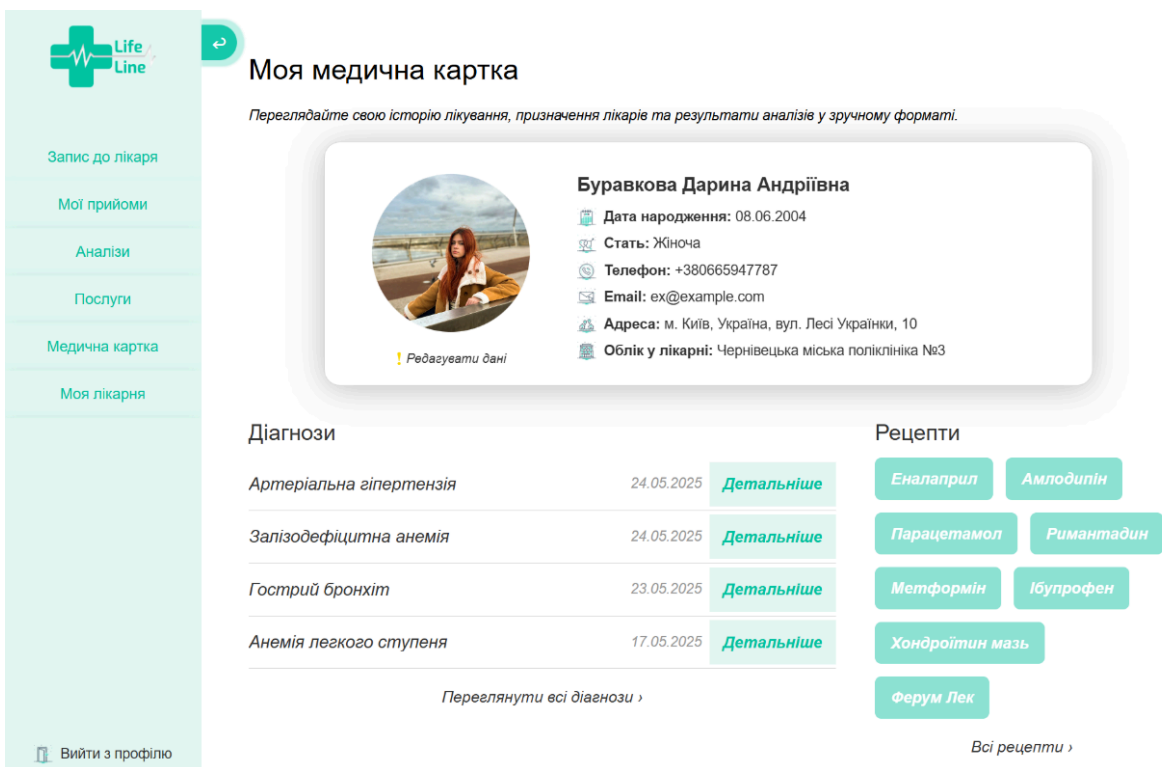 Life
Line
Запис до лікаря
Мої прийоми
Аналізи
Послуги
Медична картка
Моя лікарня
Вийти з профілю
Моя медична картка
Переглядайте свою історію лікування, призначення лікарів та результати аналізів у зручному форматі.
! Редагувати дані
Буравкова Дарина Андріївна
Дата народження: 08.06.2004
Стать: Жіноча
Телефон: +380665947787
Email: ex@example.com
Адреса: м. Київ, Україна, вул. Лесі Українки, 10
Облік у лікарні: Чернівецька міська поліклініка №3
Діагнози
Артеріальна гіпертензія 24.05.2025 Детальніше
Залізодефіцитна анемія 24.05.2025 Детальніше
Гострий бронхіт 23.05.2025 Детальніше
Анемія легкого ступеня 17.05.2025 Детальніше
Переглянути всі діагнози ›
Рецепти
Еналаприл Амлодипін
Парацетамол Римантадин
Метформін Ібупрофен
Хондроїтин мазь
Ферум Лек
Всі рецепти ›